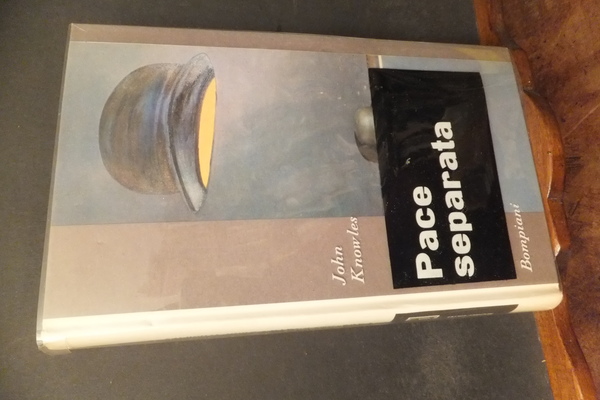 John
Knowles
Pace
separata
Bompiani